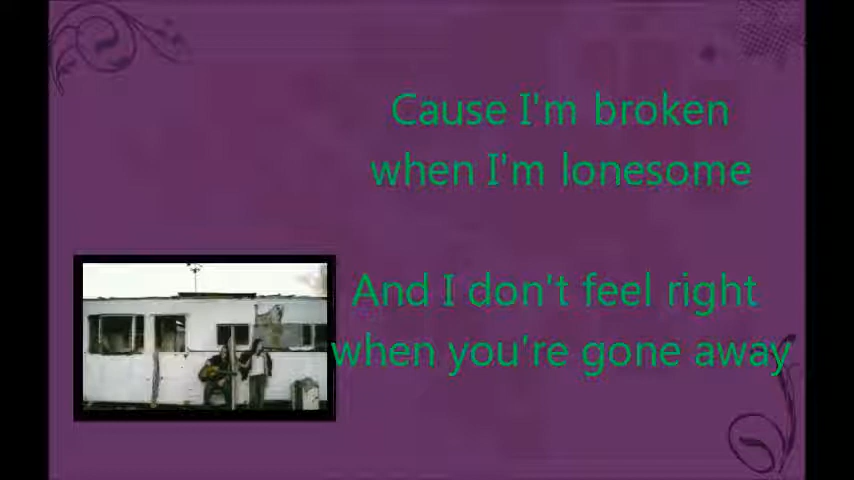 Cause I'm broken
when I'm lonesome
And I don't feel right
when you're gone away